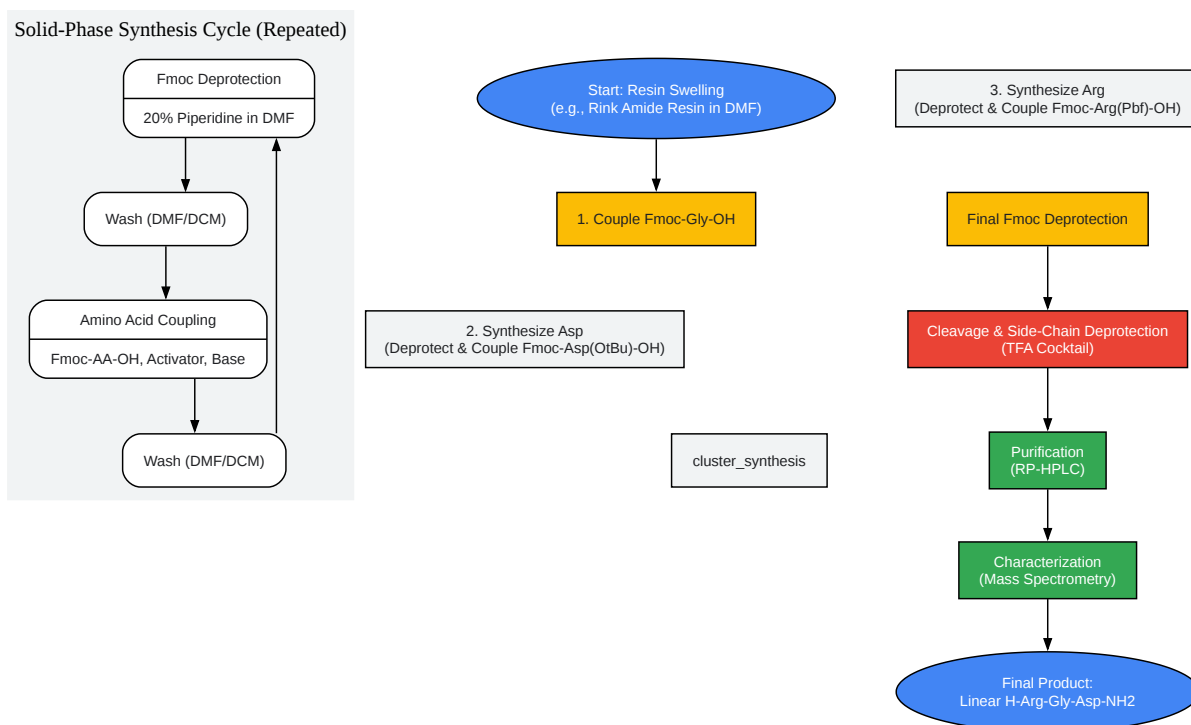 Solid-Phase Synthesis Cycle (Repeated)
Fmoc Deprotection
20% Piperidine in DMF
Wash (DMF/DCM)
Amino Acid Coupling
Fmoc-AA-OH, Activator, Base
Wash (DMF/DCM)
Start: Resin Swelling
(e.g., Rink Amide Resin in DMF)
1. Couple Fmoc-Gly-OH
2. Synthesize Asp
(Deprotect & Couple Fmoc-Asp(OtBu)-OH)
cluster_synthesis
3. Synthesize Arg
(Deprotect & Couple Fmoc-Arg(Pbf)-OH)
Final Fmoc Deprotection
Cleavage & Side-Chain Deprotection
(TFA Cocktail)
Purification
(RP-HPLC)
Characterization
(Mass Spectrometry)
Final Product:
Linear H-Arg-Gly-Asp-NH2